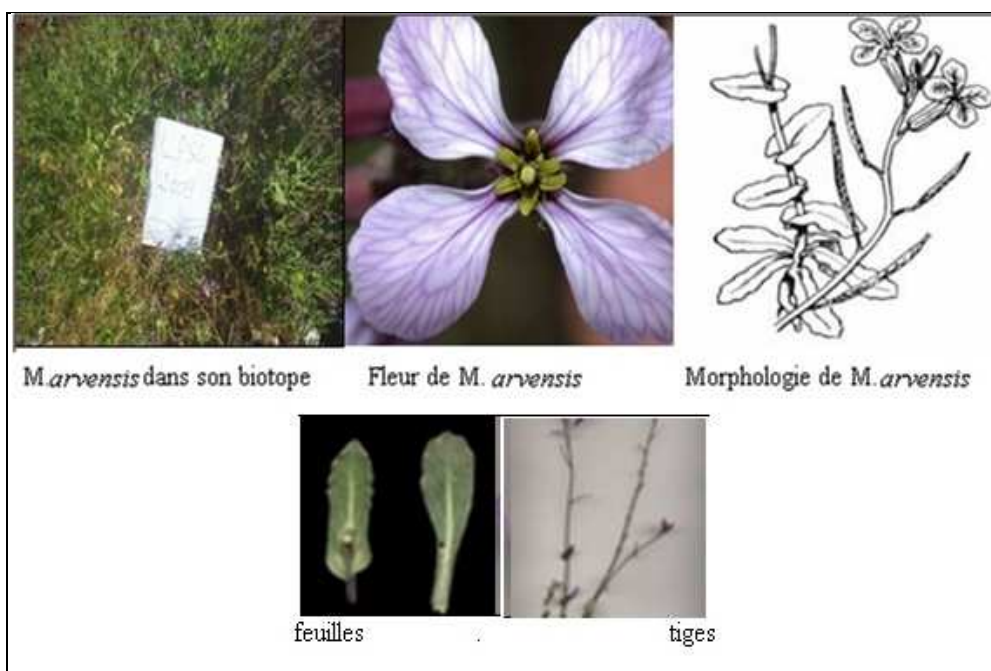 M.arvensis dans son biotope
Fleur de M. arvensis
Morphologie de M. arvensis
feuilles . tiges